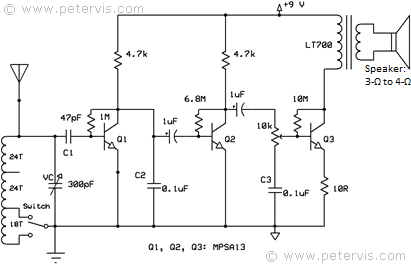 © www.petervis.com
+9 V
LT700
4.7k
4.7k
Speaker:
3-Ω to 4-Ω
1uF
6.8M
10M
47pF
1M
1uF
10k
Q1
Q2
Q3
C1
24T
VC
C2
C3
24T
300pF
0.1uF
0.1uF
10R
Switch
18T
Q1, Q2, Q3: MPSA13
© www.petervis.com